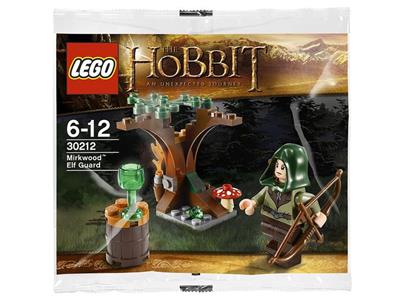 LEGO
THE
HOBBIT
AN UNEXPECTED JOURNEY
6-12
30212
Mirkwood™
Elf Guard